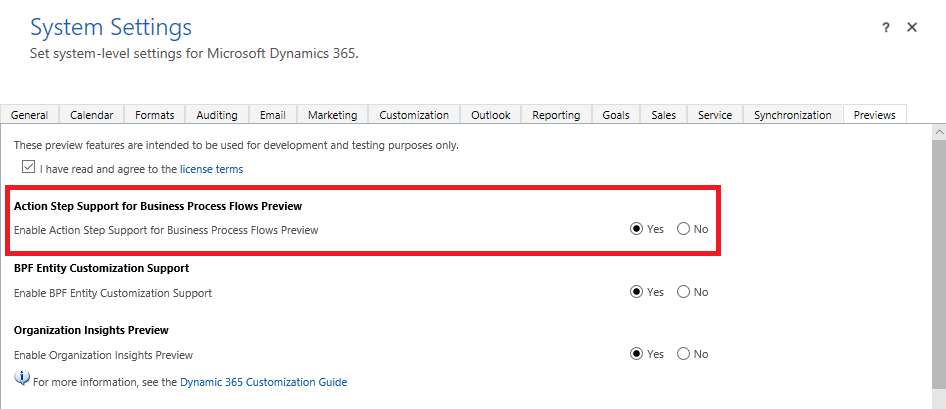 System Settings
? ×
Set system-level settings for Microsoft Dynamics 365.
General Calendar Formats Auditing Email Marketing Customization Outlook Reporting Goals Sales Service Synchronization Previews
These preview features are intended to be used for development and testing purposes only.
I have read and agree to the license terms
Action Step Support for Business Process Flows Preview
Enable Action Step Support for Business Process Flows Preview Yes No
BPF Entity Customization Support
Enable BPF Entity Customization Support Yes No
Organization Insights Preview
Enable Organization Insights Preview Yes No
For more information, see the Dynamic 365 Customization Guide